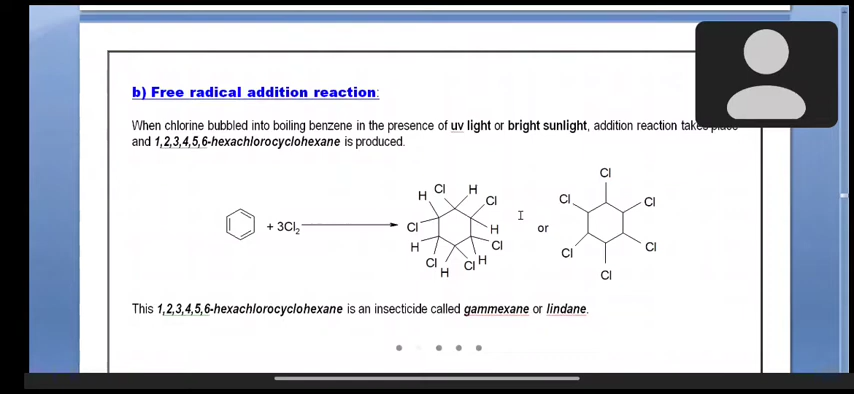 b) Free radical addition reaction:
When chlorine bubbled into boiling benzene in the presence of uv light or bright sunlight, addition reaction takes place
and 1,2,3,4,5,6-hexachlorocyclohexane is produced.
+ 3Cl2
H Cl H Cl Cl H H Cl Cl H Cl H
or
Cl Cl Cl Cl Cl Cl
This 1,2,3,4,5,6-hexachlorocyclohexane is an insecticide called gammexane or lindane.